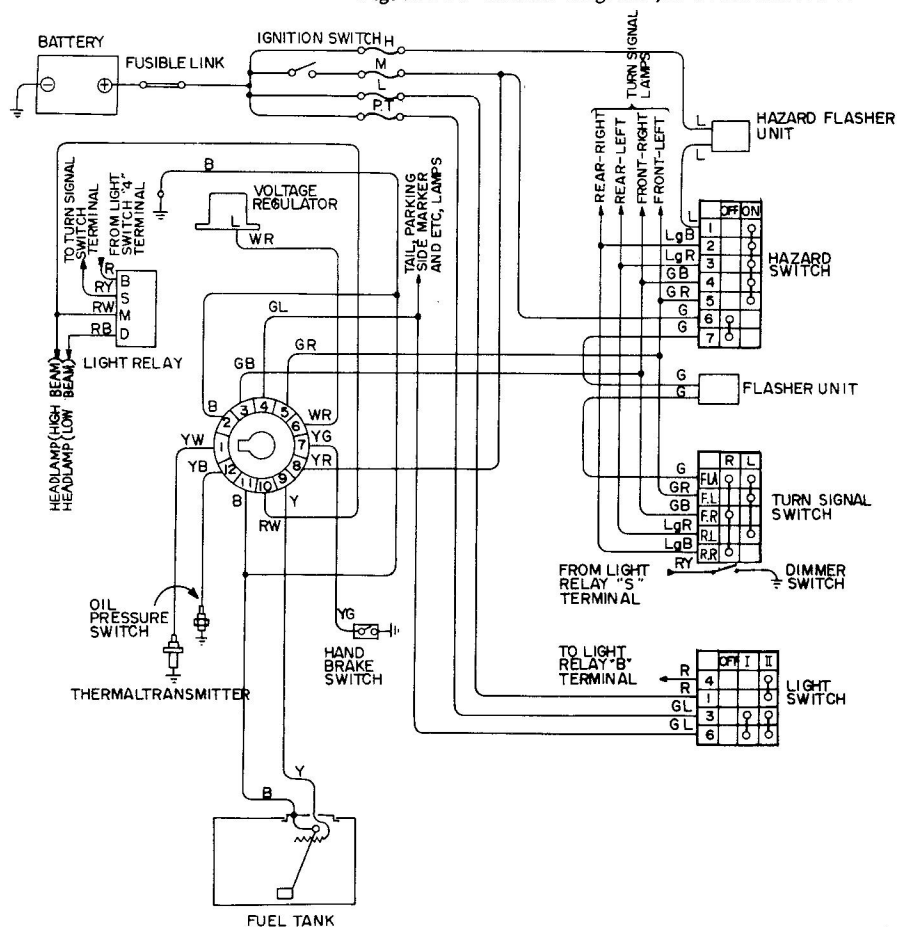 BATTERY
FUSIBLE LINK
IGNITION SWITCH
H
M
L
P.T
TURN SIGNAL
LAMPS
REAR-RIGHT
REAR-LEFT
FRONT-RIGHT
FRONT-LEFT
L
L
HAZARD FLASHER
UNIT
B
VOLTAGE
REGULATOR
L
WR
TAIL, PARKING
SIDE MARKER
AND ETC, LAMPS
TO TURN SIGNAL
SWITCH
TERMINAL
FROM LIGHT
SWITCH "4"
TERMINAL
R
RY
RW
RB
B
S
M
D
LIGHT RELAY
HEADLAMP (HIGH BEAM)
HEADLAMP (LOW BEAM)
OFF ON
L 1
LgB 2
LgR 3
GB 4
GR 5
G 6
G 7
HAZARD
SWITCH
B
GL
GR
GB
G
G
FLASHER UNIT
B
WR
YG
YR
YW
YB
B
RW
Y
1
2
3
4
5
6
7
8
9
10
11
12
R L
G F.LA
GR F.L
GB F.R
LgR R.L
LgB R.R
TURN SIGNAL
SWITCH
RY
FROM LIGHT
RELAY "S"
TERMINAL
DIMMER
SWITCH
OIL
PRESSURE
SWITCH
YG
HAND
BRAKE
SWITCH
THERMALTRANSMITTER
TO LIGHT
RELAY "B"
TERMINAL
OFF I II
R 4
R 1
GL 3
GL 6
LIGHT
SWITCH
Y
B
FUEL TANK